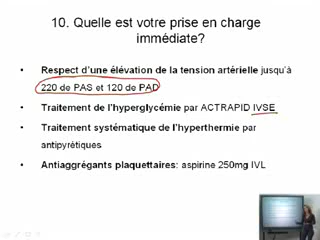 10. Quelle est votre prise en charge
immédiate?
• Respect d'une élévation de la tension artérielle jusqu'à
220 de PAS et 120 de PAD
• Traitement de l'hyperglycémie par ACTRAPID IVSE
• Traitement systématique de l'hyperthermie par
antipyrétiques
• Antiaggrégants plaquettaires: aspirine 250mg IVL